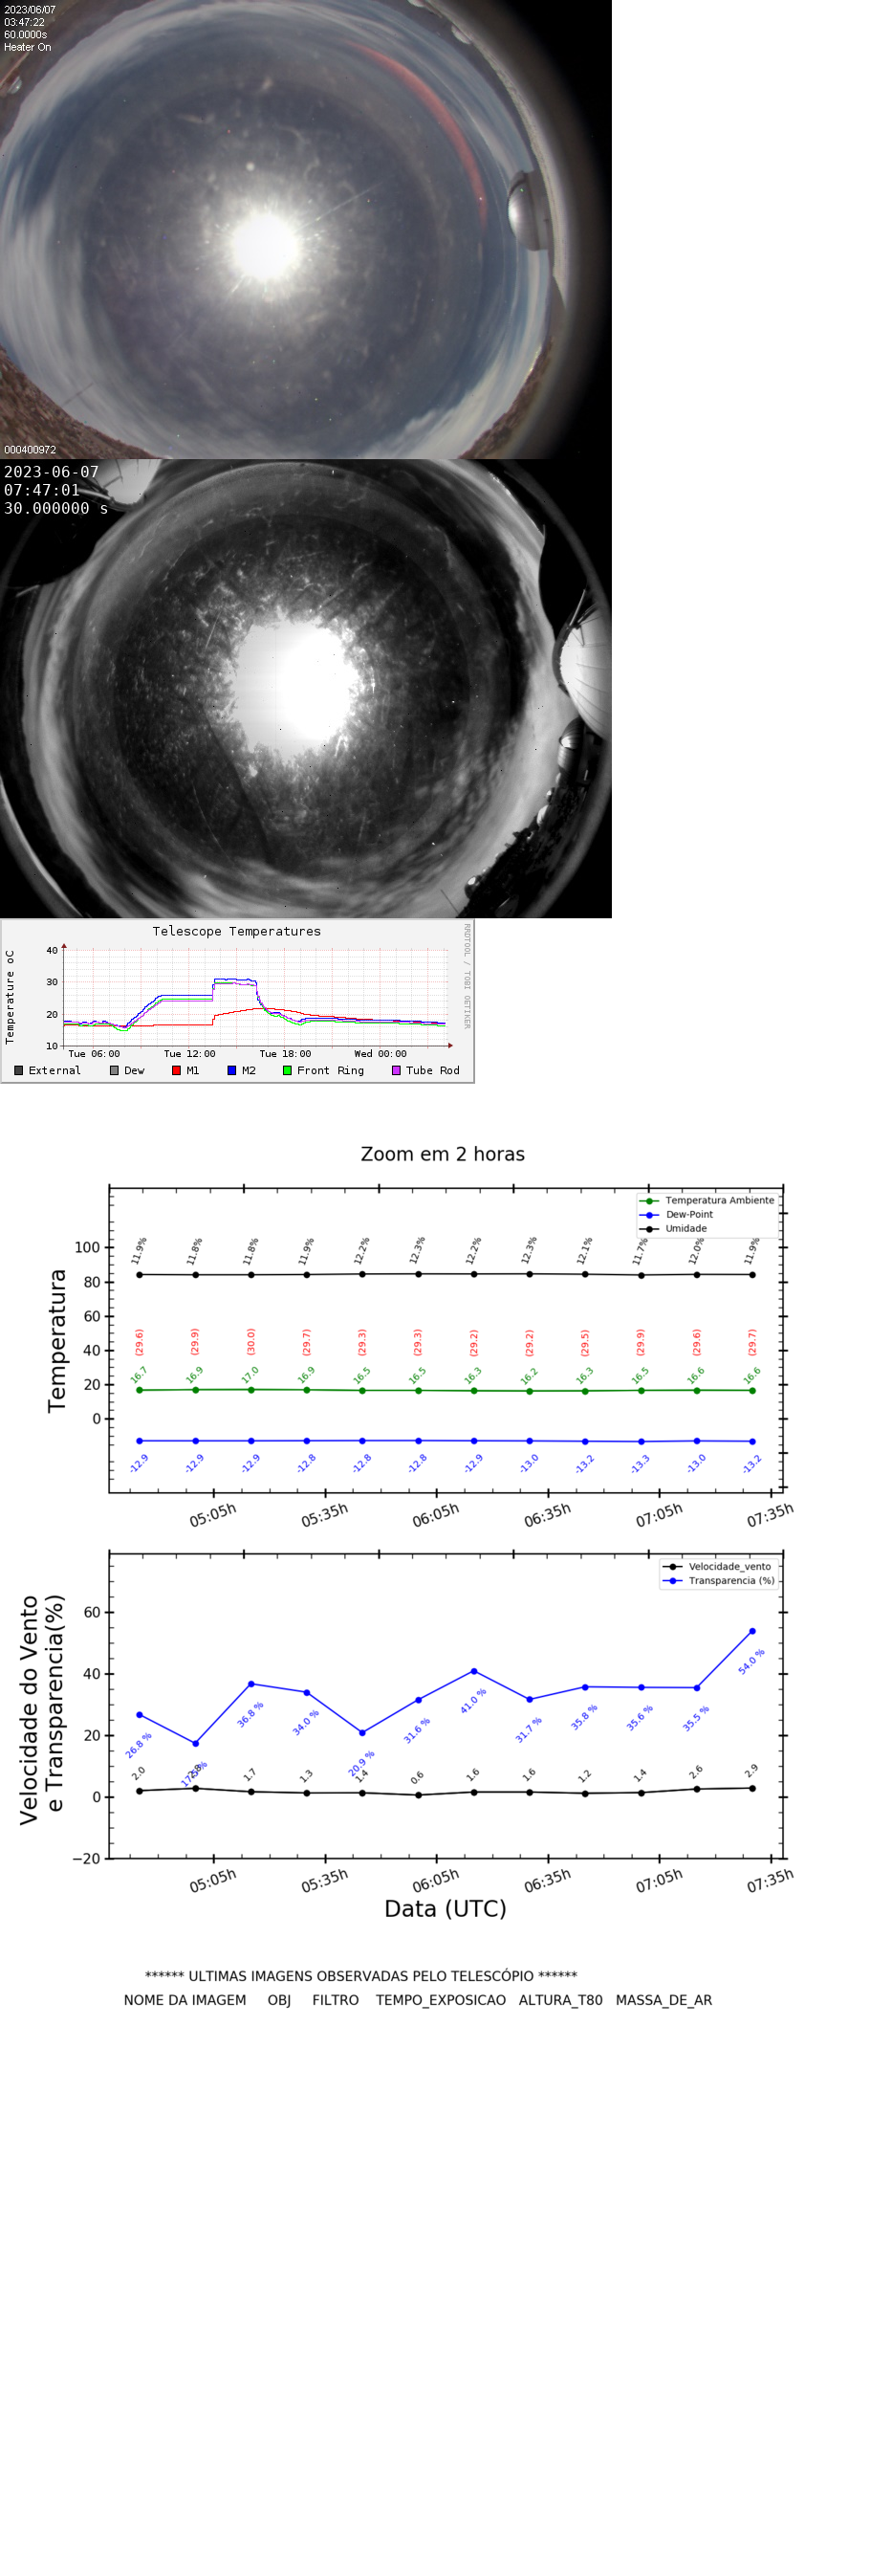 2023/06/07
03:47:22
60.0000s
Heater On
000400972
2023-06-07
07:47:01
30.000000 s
Telescope Temperatures
Temperature oC
RRDTOOL / TOBI OETIKER
40
30
20
10
Tue 06:00 Tue 12:00 Tue 18:00 Wed 00:00
External Dew M1 M2 Front Ring Tube Rod
Zoom em 2 horas
Temperatura Ambiente
Dew-Point
Umidade
Temperatura
100
80
60
40
20
0
11.9% 11.8% 11.8% 11.9% 12.2% 12.3% 12.2% 12.3% 12.1% 11.7% 12.0% 11.9%
(29.6) (29.9) (30.0) (29.7) (29.3) (29.3) (29.2) (29.2) (29.5) (29.9) (29.6) (29.7)
16.7 16.9 17.0 16.9 16.5 16.5 16.3 16.2 16.3 16.5 16.6 16.6
-12.9 -12.9 -12.9 -12.8 -12.8 -12.8 -12.9 -13.0 -13.2 -13.3 -13.0 -13.2
05:05h 05:35h 06:05h 06:35h 07:05h 07:35h
Velocidade_vento
Transparencia (%)
Velocidade do Vento
e Transparencia(%)
60
40
20
0
−20
26.8 % 36.8 % 34.0 % 20.9 % 31.6 % 41.0 % 31.7 % 35.8 % 35.6 % 35.5 % 54.0 %
2.0 1.7 1.3 1.4 0.6 1.6 1.6 1.2 1.4 2.6 2.9
05:05h 05:35h 06:05h 06:35h 07:05h 07:35h
Data (UTC)
****** ULTIMAS IMAGENS OBSERVADAS PELO TELESCÓPIO ******
NOME DA IMAGEM OBJ FILTRO TEMPO_EXPOSICAO ALTURA_T80 MASSA_DE_AR